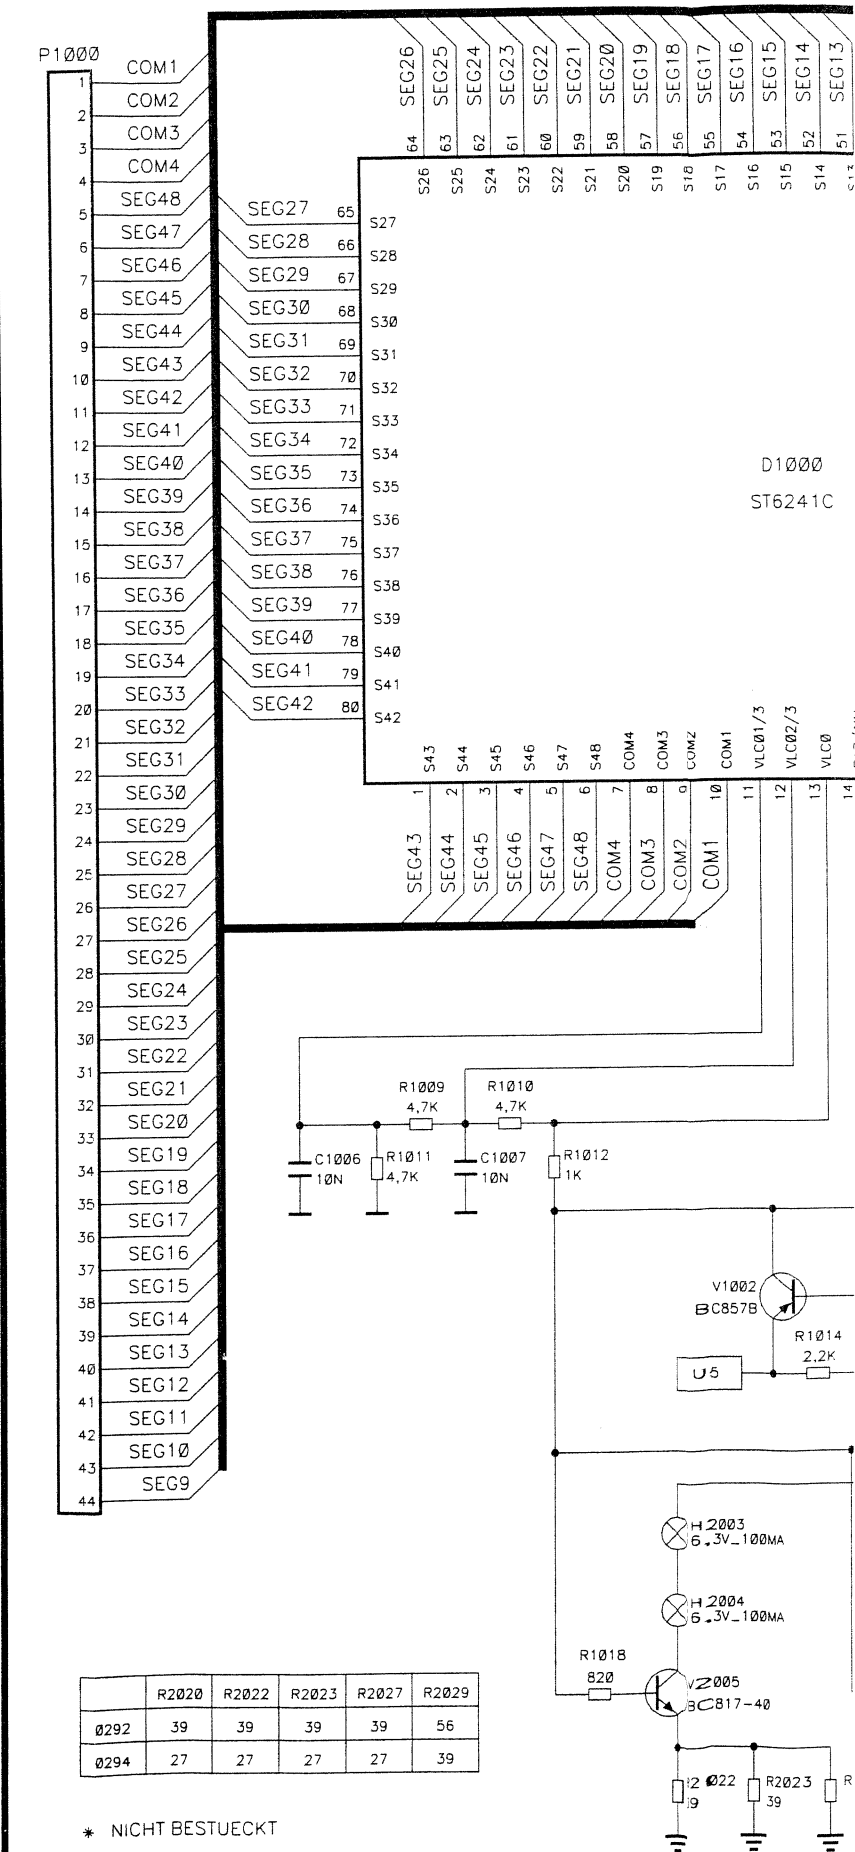 P1000
1 COM1
2 COM2
3 COM3
4 COM4
5 SEG48
6 SEG47
7 SEG46
8 SEG45
9 SEG44
10 SEG43
11 SEG42
12 SEG41
13 SEG40
14 SEG39
15 SEG38
16 SEG37
17 SEG36
18 SEG35
19 SEG34
20 SEG33
21 SEG32
22 SEG31
23 SEG30
24 SEG29
25 SEG28
26 SEG27
27 SEG26
28 SEG25
29 SEG24
30 SEG23
31 SEG22
32 SEG21
33 SEG20
34 SEG19
35 SEG18
36 SEG17
37 SEG16
38 SEG15
39 SEG14
40 SEG13
41 SEG12
42 SEG11
43 SEG10
44 SEG9
SEG26 64 S26
SEG25 63 S25
SEG24 62 S24
SEG23 61 S23
SEG22 60 S22
SEG21 59 S21
SEG20 58 S20
SEG19 57 S19
SEG18 56 S18
SEG17 55 S17
SEG16 54 S16
SEG15 53 S15
SEG14 52 S14
SEG13 51 S13
SEG27 65 S27
SEG28 66 S28
SEG29 67 S29
SEG30 68 S30
SEG31 69 S31
SEG32 70 S32
SEG33 71 S33
SEG34 72 S34
SEG35 73 S35
SEG36 74 S36
SEG37 75 S37
SEG38 76 S38
SEG39 77 S39
SEG40 78 S40
SEG41 79 S41
SEG42 80 S42
D1000
ST6241C
S43 1 SEG43
S44 2 SEG44
S45 3 SEG45
S46 4 SEG46
S47 5 SEG47
S48 6 SEG48
COM4 7 COM4
COM3 8 COM3
COM2 9 COM2
COM1 10 COM1
VLC01/3 11
VLC02/3 12
VLC0 13
14
R1009
4,7K
R1010
4,7K
C1006
10N
R1011
4,7K
C1007
10N
R1012
1K
V1002
BC857B
R1014
2,2K
U5
H2003
6.3V_100MA
H2004
6.3V_100MA
R1018
820
V2005
BC817-40
R2020 R2022 R2023 R2027 R2029
0292 39 39 39 39 56
0294 27 27 27 27 39
022
R2023
39
R
* NICHT BESTUECKT